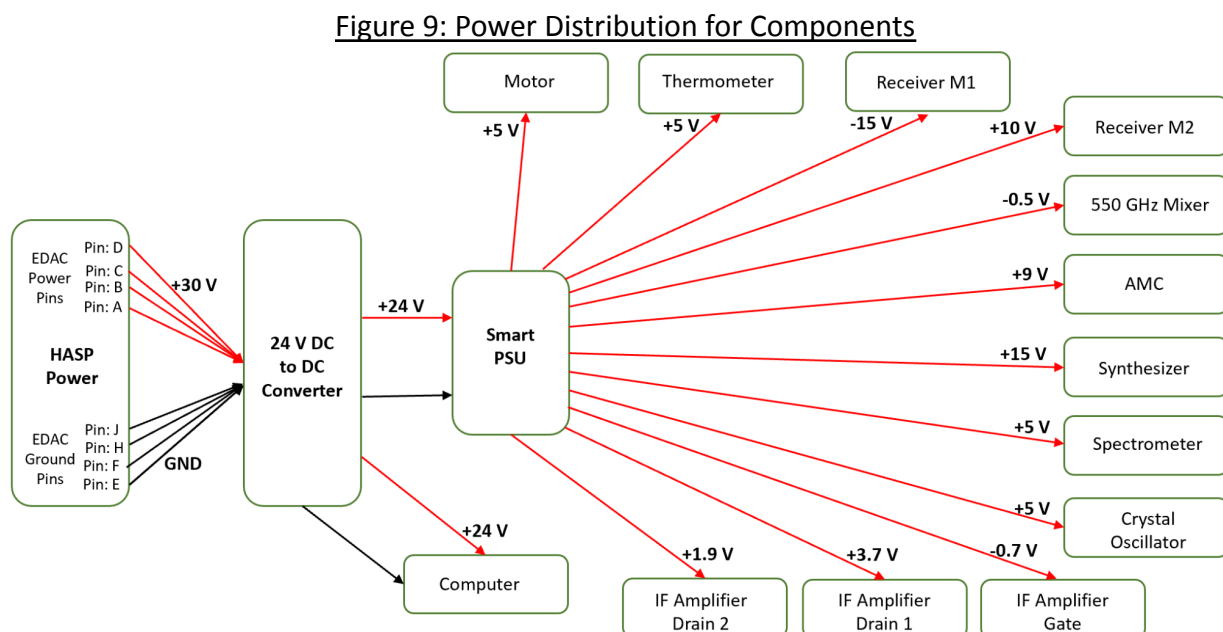 Figure 9: Power Distribution for Components
Motor
Thermometer
Receiver M1
+5 V
+5 V
-15 V
+10 V
Receiver M2
-0.5 V
550 GHz Mixer
+9 V
AMC
+15 V
Synthesizer
+5 V
Spectrometer
+5 V
Crystal
Oscillator
EDAC
Power
Pins
Pin: D
Pin: C
Pin: B
Pin: A
+30 V
HASP
Power
EDAC
Ground
Pins
Pin: J
Pin: H
Pin: F
Pin: E
GND
24 V DC
to DC
Converter
+24 V
Smart
PSU
+24 V
Computer
+1.9 V
IF Amplifier
Drain 2
+3.7 V
IF Amplifier
Drain 1
-0.7 V
IF Amplifier
Gate